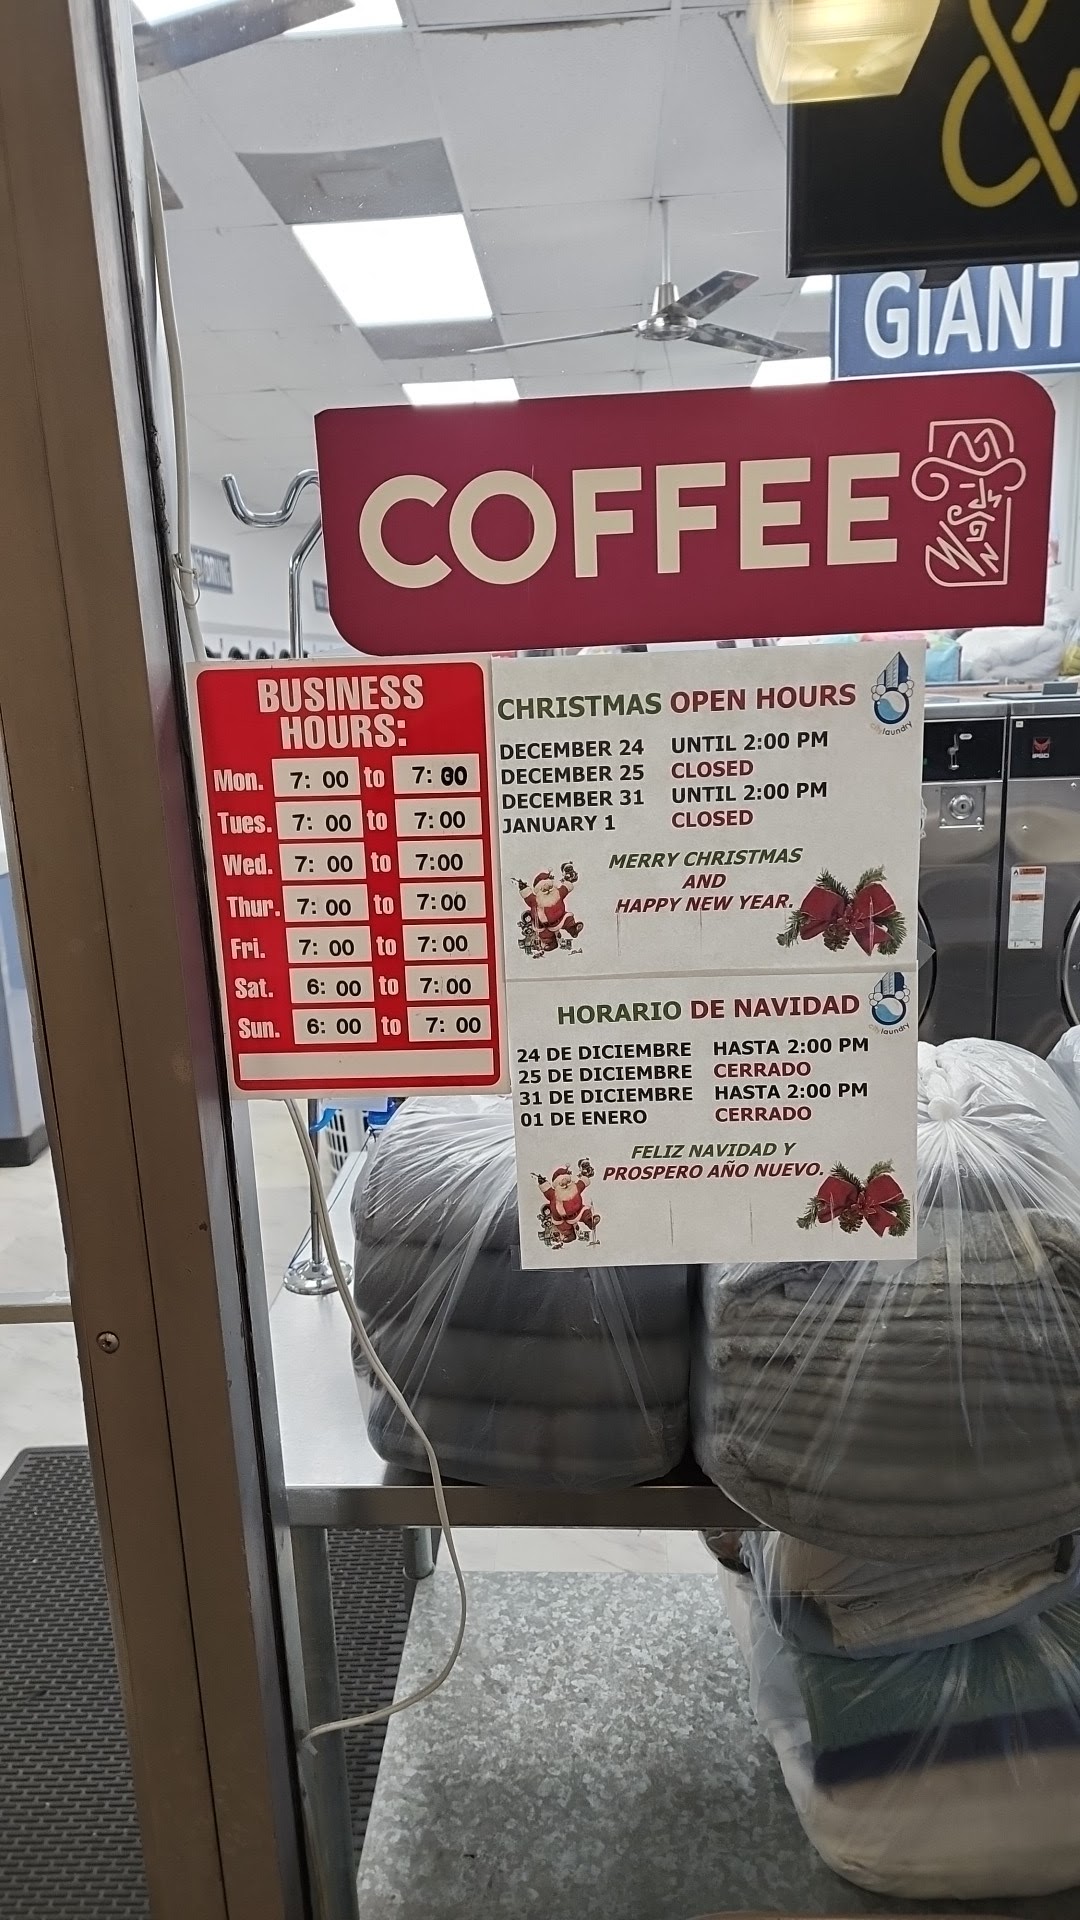 &
GIANT
COFFEE
BUSINESS
HOURS:
Mon. 7: 00 to 7: 00
Tues. 7: 00 to 7:00
Wed. 7: 00 to 7:00
Thur. 7: 00 to 7:00
Fri. 7: 00 to 7:00
Sat. 6: 00 to 7:00
Sun. 6: 00 to 7: 00
CHRISTMAS OPEN HOURS
city laundry
DECEMBER 24 UNTIL 2:00 PM
DECEMBER 25 CLOSED
DECEMBER 31 UNTIL 2:00 PM
JANUARY 1 CLOSED
MERRY CHRISTMAS
AND
HAPPY NEW YEAR.
HORARIO DE NAVIDAD
city laundry
24 DE DICIEMBRE HASTA 2:00 PM
25 DE DICIEMBRE CERRADO
31 DE DICIEMBRE HASTA 2:00 PM
01 DE ENERO CERRADO
FELIZ NAVIDAD Y
PROSPERO AÑO NUEVO.